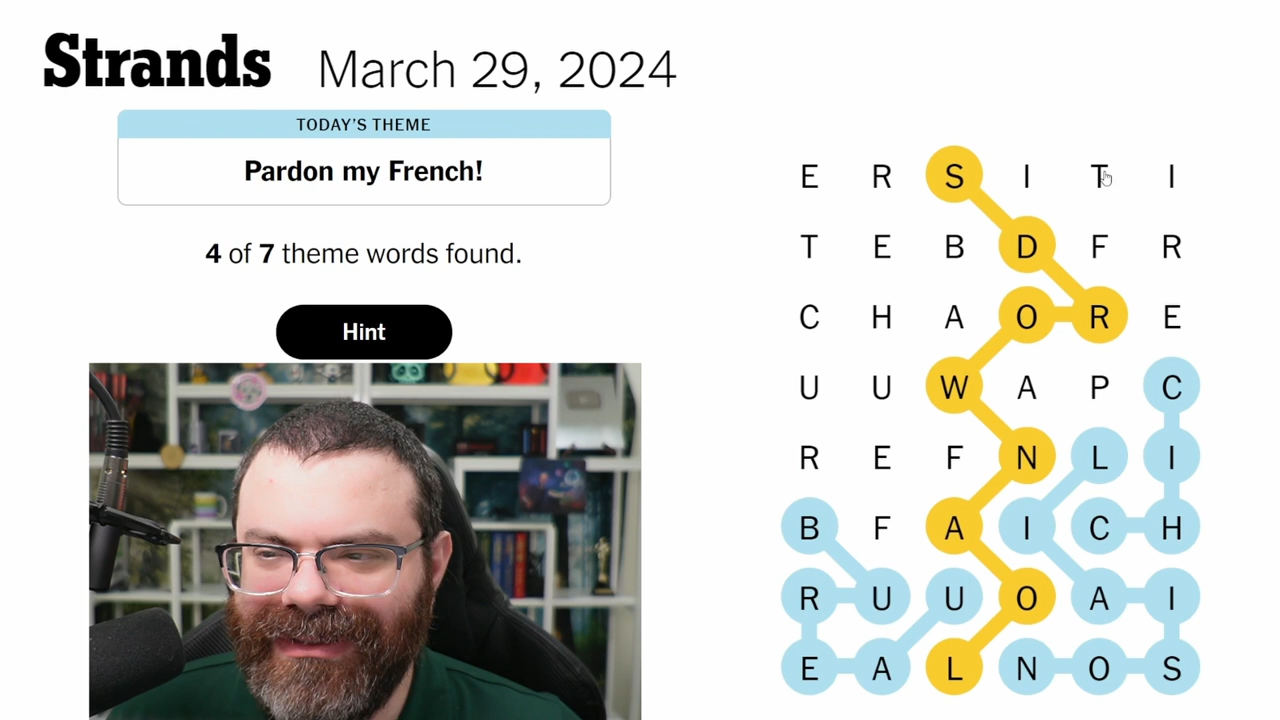 Strands March 29, 2024
TODAY'S THEME
Pardon my French!
4 of 7 theme words found.
Hint
E R S I T I
T E B D F R
C H A O R E
U U W A P C
R E F N L I
B F A I C H
R U U O A I
E A L N O S